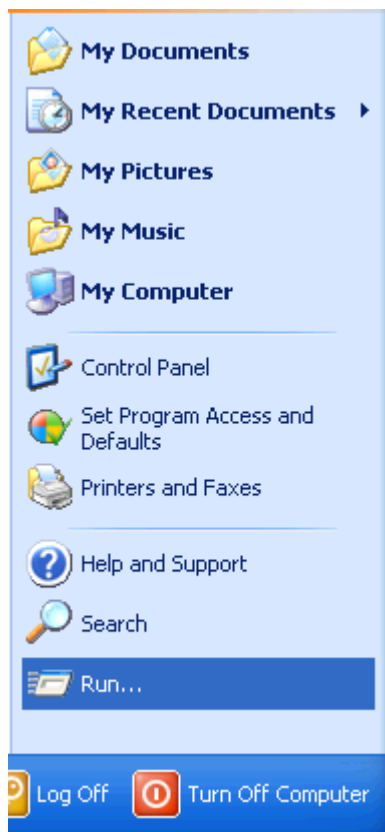 My Documents
My Recent Documents
My Pictures
My Music
My Computer
Control Panel
Set Program Access and
Defaults
Printers and Faxes
Help and Support
Search
Run...
Log Off Turn Off Computer